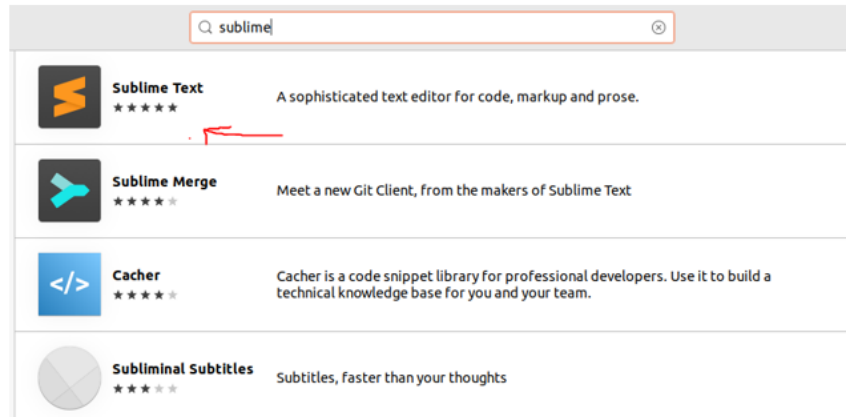 sublime
Sublime Text
A sophisticated text editor for code, markup and prose.
Sublime Merge
Meet a new Git Client, from the makers of Sublime Text
</>
Cacher
Cacher is a code snippet library for professional developers. Use it to build a
technical knowledge base for you and your team.
Subliminal Subtitles
Subtitles, faster than your thoughts